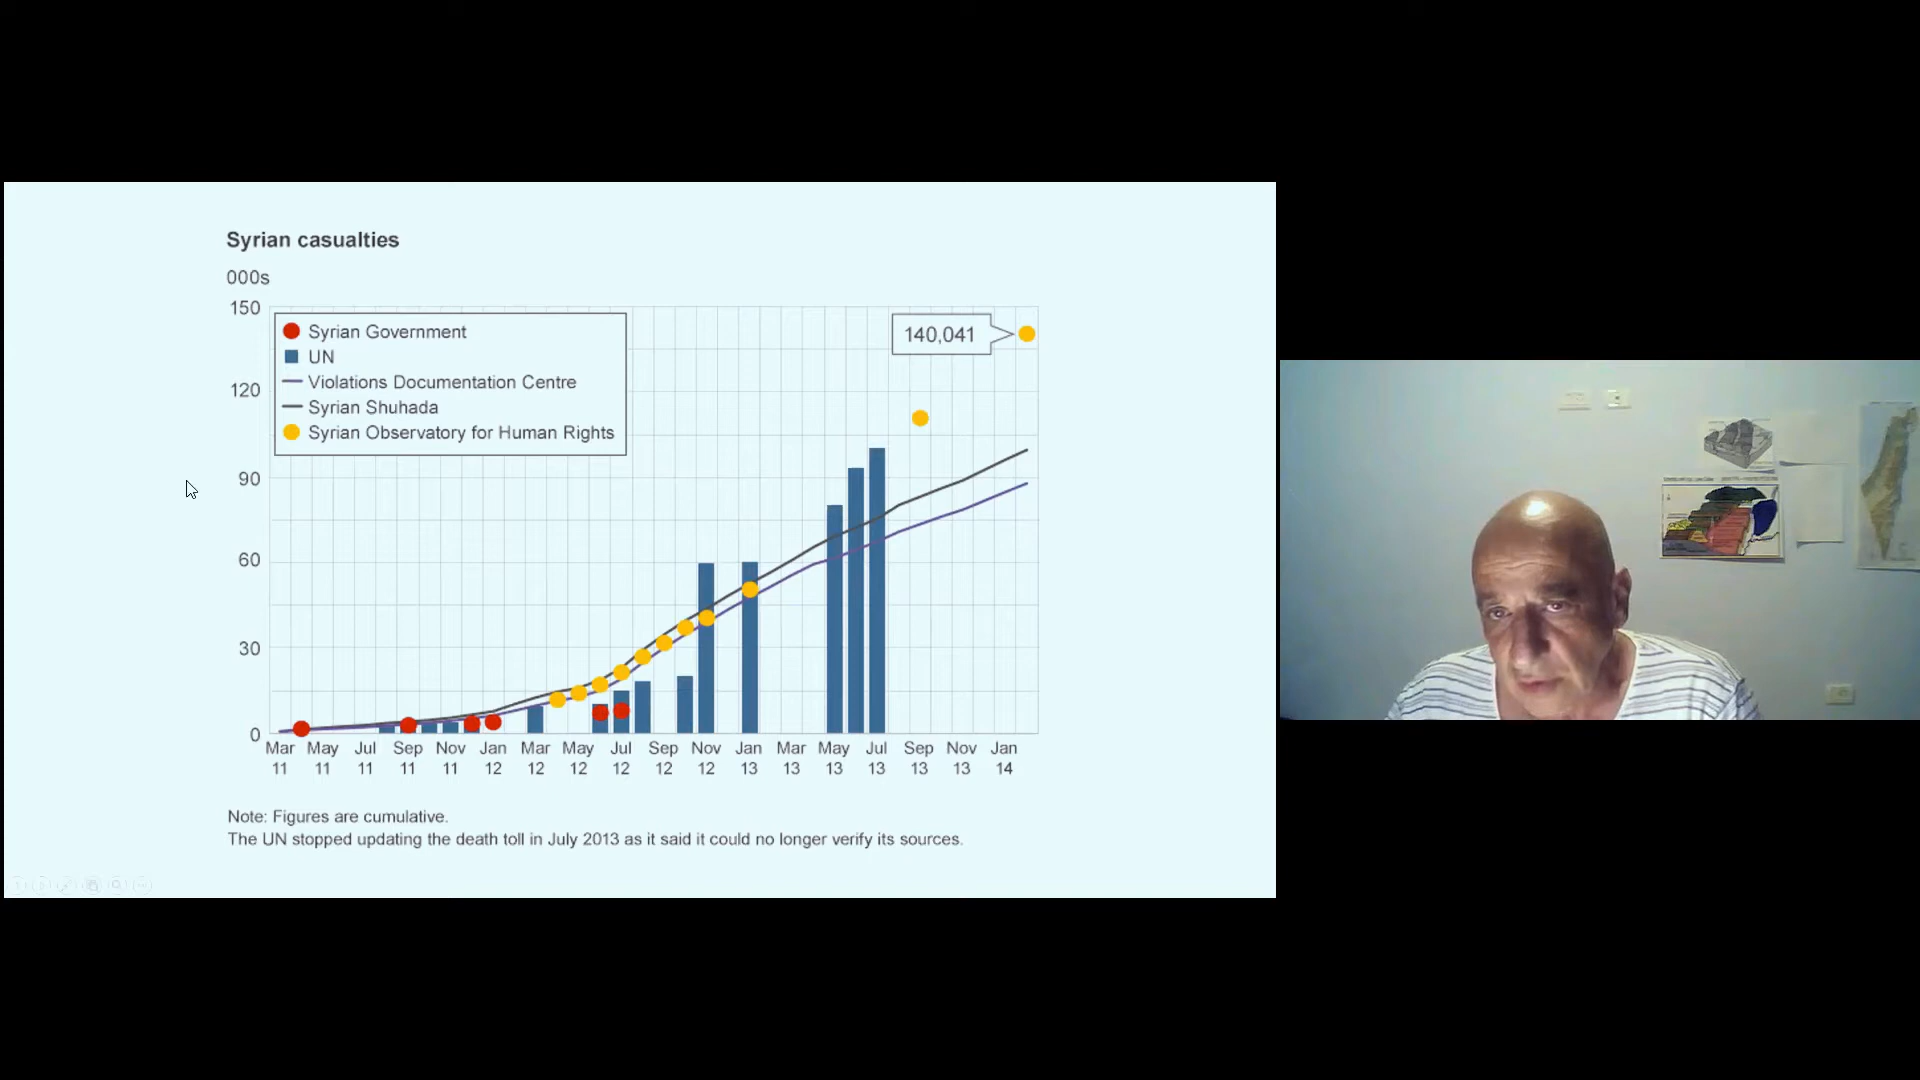 Syrian casualties
000s
150
120
90
60
30
0
Syrian Government
UN
Violations Documentation Centre
Syrian Shuhada
Syrian Observatory for Human Rights
140,041
Mar May Jul Sep Nov Jan Mar May Jul Sep Nov Jan Mar May Jul Sep Nov Jan
11 11 11 11 11 12 12 12 12 12 12 13 13 13 13 13 13 14
Note: Figures are cumulative.
The UN stopped updating the death toll in July 2013 as it said it could no longer verify its sources.